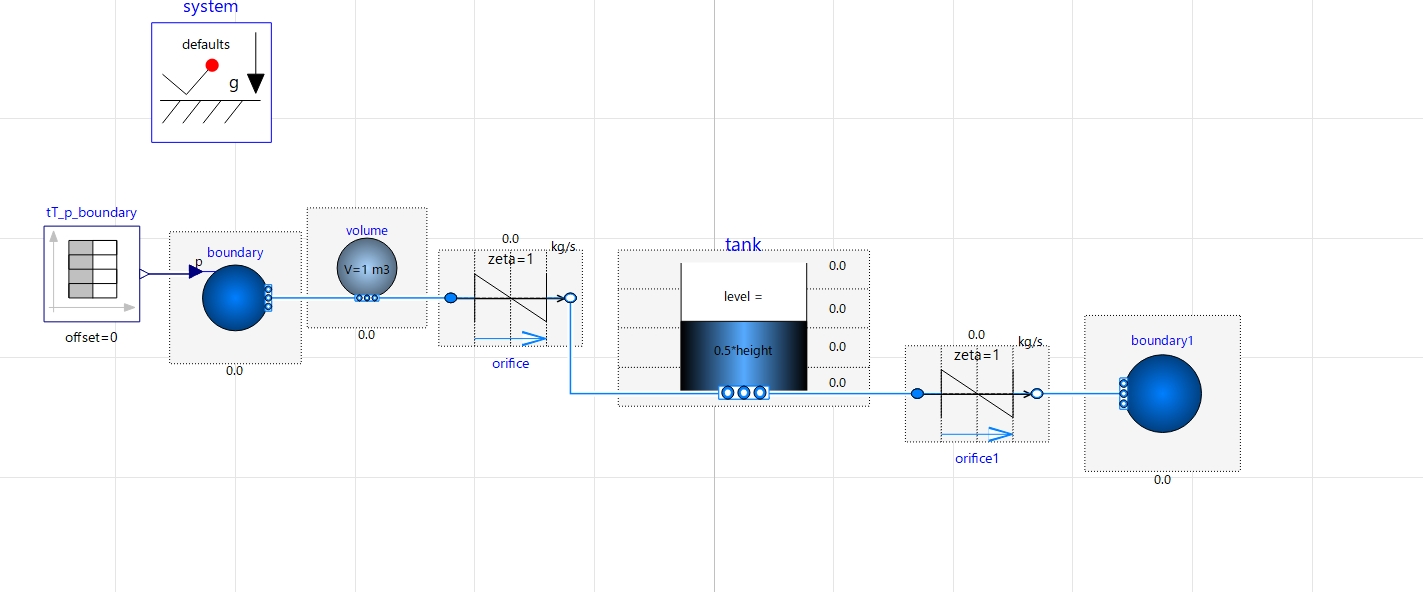 system
defaults
g
tT_p_boundary
offset=0
boundary
p
0.0
volume
V=1 m3
0.0
0.0
kg/s
zeta=1
orifice
tank
level =
0.5*height
0.0
0.0
0.0
0.0
0.0
kg/s
zeta=1
orifice1
boundary1
0.0